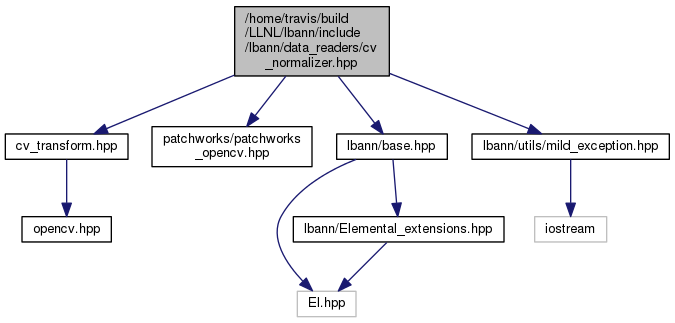 /home/travis/build
/LLNL/lbann/include
/lbann/data_readers/cv
_normalizer.hpp
cv_transform.hpp
patchworks/patchworks
_opencv.hpp
lbann/base.hpp
lbann/utils/mild_exception.hpp
opencv.hpp
lbann/Elemental_extensions.hpp
iostream
El.hpp